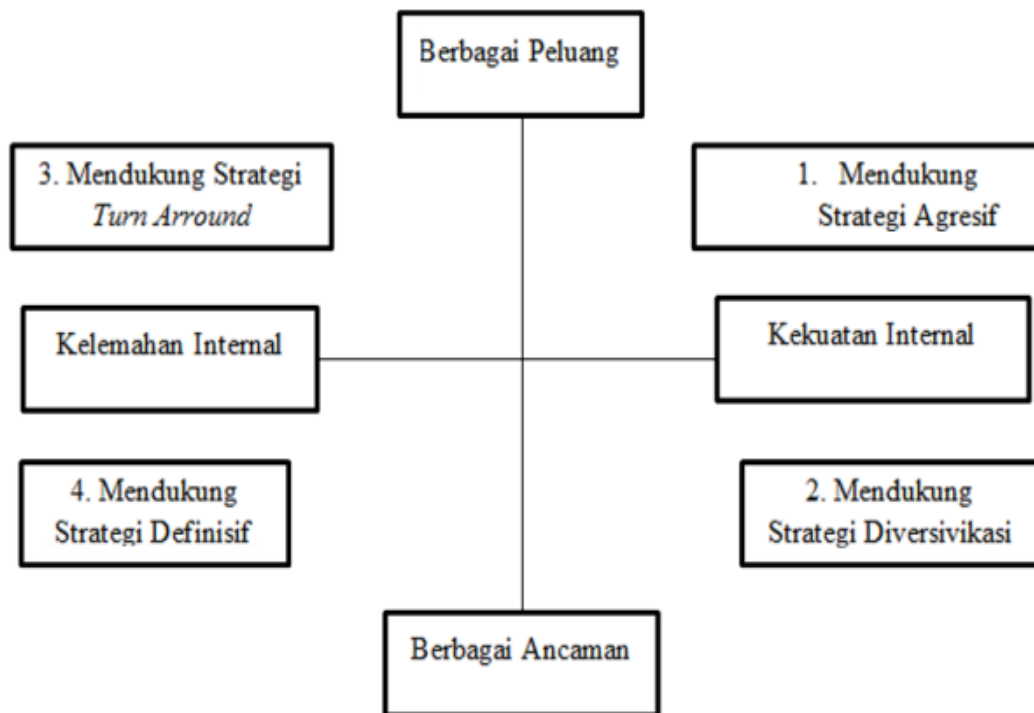 Berbagai Peluang
3. Mendukung Strategi
Turn Arround
1. Mendukung
Strategi Agresif
Kelemahan Internal
Kekuatan Internal
4. Mendukung
Strategi Definisif
2. Mendukung
Strategi Diversivikasi
Berbagai Ancaman